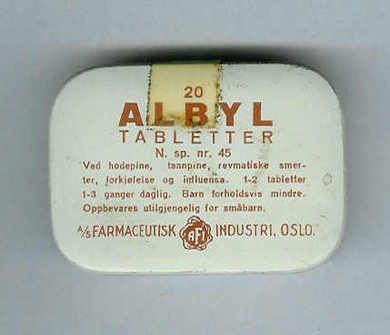 20
ALBYL
TABLETTER
N. sp. nr. 45
Ved hodepine, tannpine, revmatiske smer-
ter, forkjølelse og influensa. 1-2 tabletter
1-3 ganger daglig. Barn forholdsvis mindre.
Oppbevares utilgjengelig for småbarn.
A/S FARMACEUTISK AFI INDUSTRI, OSLO.